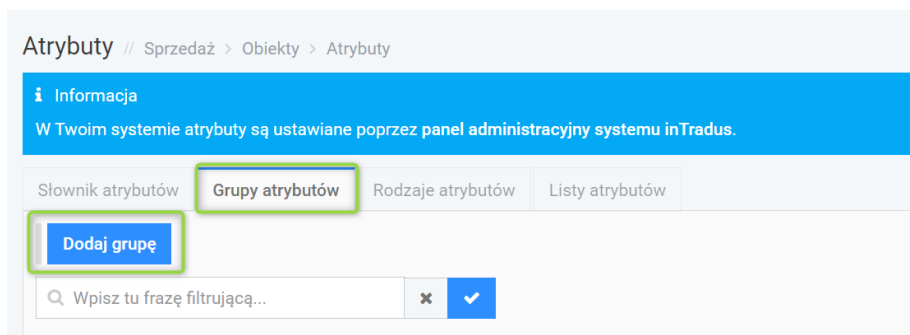 Atrybuty // Sprzedaż > Obiekty > Atrybuty
i Informacja
W Twoim systemie atrybuty są ustawiane poprzez panel administracyjny systemu inTradus.
Słownik atrybutów Grupy atrybutów Rodzaje atrybutów Listy atrybutów
Dodaj grupę
Wpisz tu frazę filtrującą...